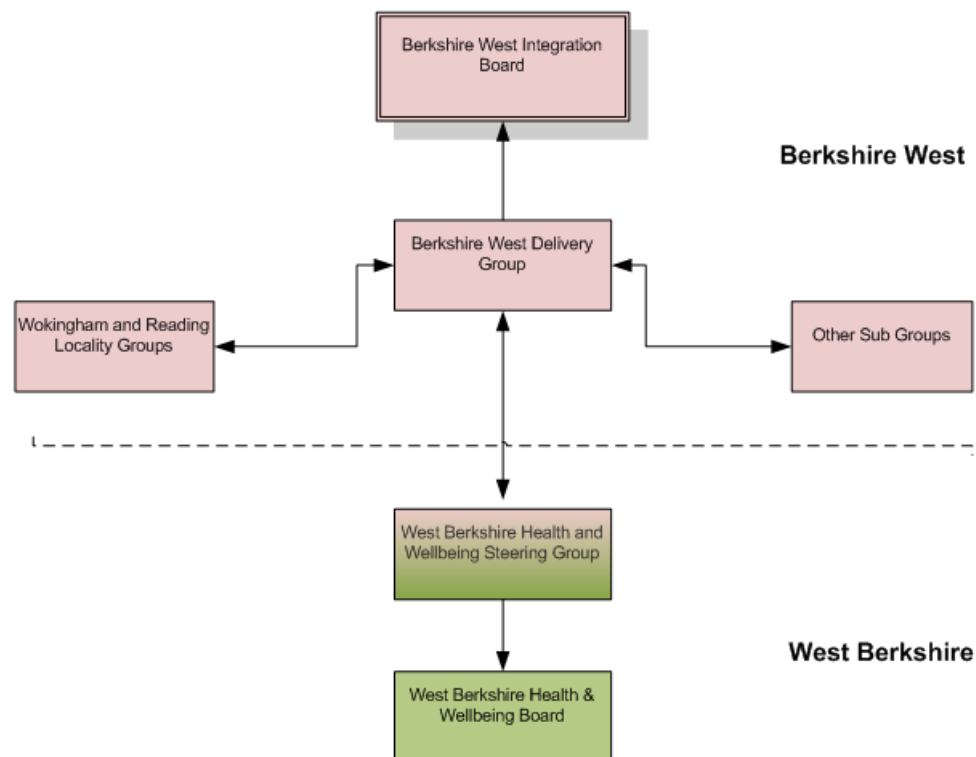 Berkshire West Integration
Board
Berkshire West
Berkshire West Delivery
Group
Wokingham and Reading
Locality Groups
Other Sub Groups
West Berkshire Health and
Wellbeing Steering Group
West Berkshire
West Berkshire Health &
Wellbeing Board